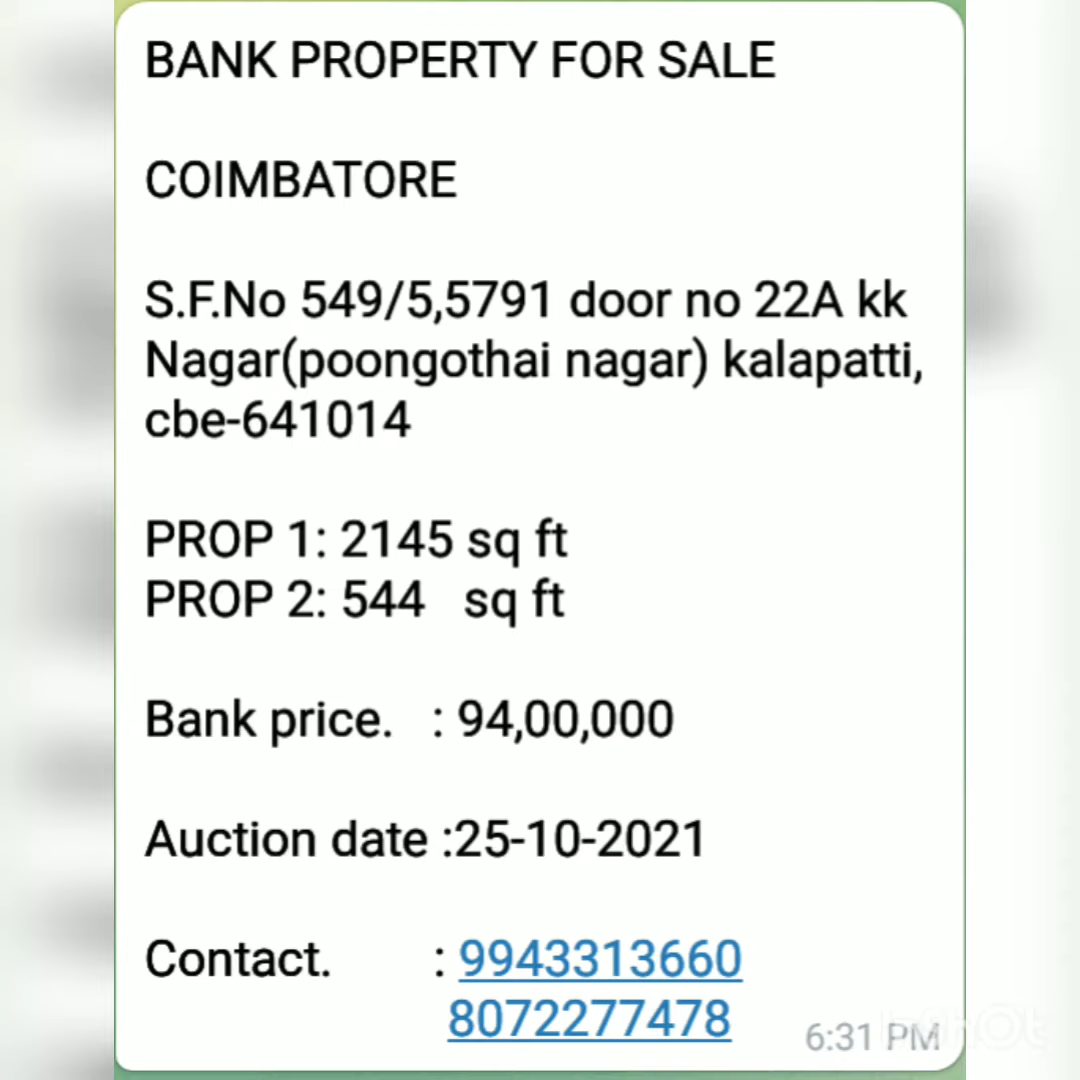 BANK PROPERTY FOR SALE
COIMBATORE
S.F.No 549/5,5791 door no 22A kk
Nagar(poongothai nagar) kalapatti,
cbe-641014
PROP 1: 2145 sq ft
PROP 2: 544 sq ft
Bank price. : 94,00,000
Auction date :25-10-2021
Contact. : 9943313660
8072277478
6:31 PM